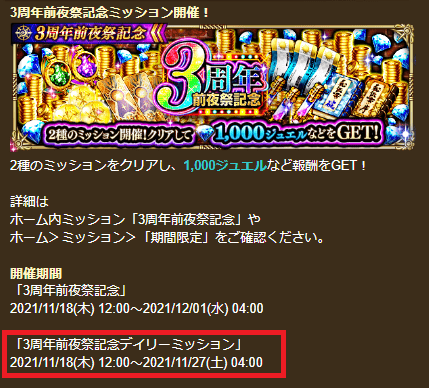 3周年前夜祭記念ミッション開催！
3周年前夜祭記念
3周年
前夜祭記念
2種のミッション開催!クリアして
1,000ジュエルなどをGET!
2種のミッションをクリアし、1,000ジュエルなど報酬をGET！
詳細は
ホーム内ミッション「3周年前夜祭記念」や
ホーム＞ミッション＞「期間限定」をご確認ください。
開催期間
「3周年前夜祭記念」
2021/11/18(木) 12:00～2021/12/01(水) 04:00
「3周年前夜祭記念デイリーミッション」
2021/11/18(木) 12:00～2021/11/27(土) 04:00